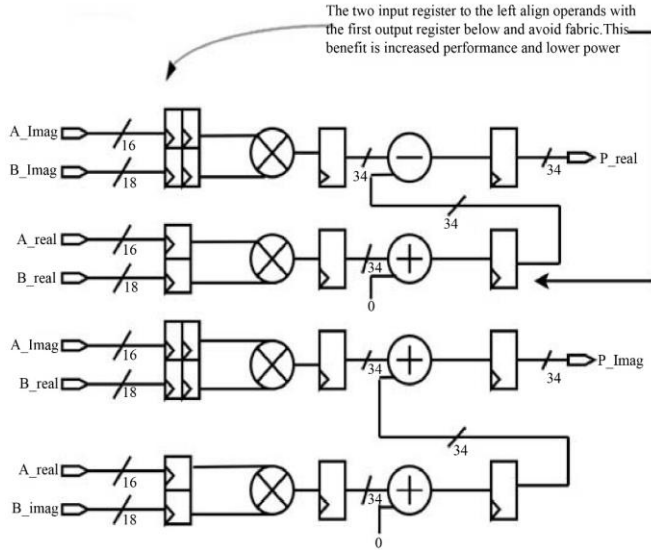 The two input register to the left align operands with
the first output register below and avoid fabric.This
benefit is increased performance and lower power
A_Imag
16
B_Imag
18
34
34
P_real
34
A_real
16
B_real
18
34
0
A_Imag
16
B_real
18
34
34
P_Imag
34
A_real
16
B_imag
18
34
0